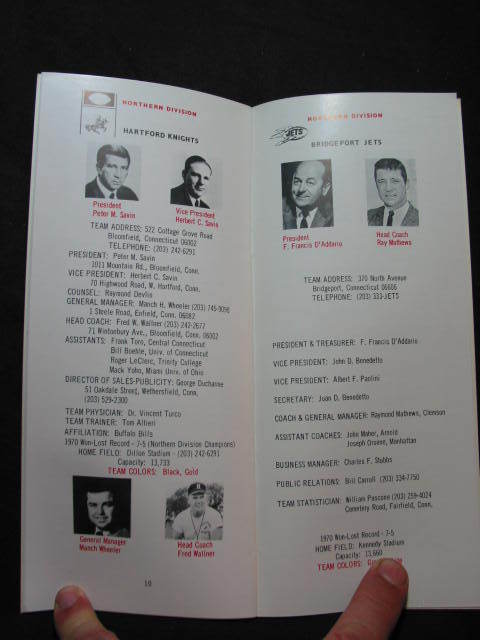 NORTHERN DIVISION
HARTFORD KNIGHTS
President
Peter M. Savin
Vice President
Herbert C. Savin
TEAM ADDRESS: 522 Cottage Grove Road
Bloomfield, Connecticut 06002
TELEPHONE: (203) 242-6291
PRESIDENT: Peter M. Savin
1011 Mountain Rd., Bloomfield, Conn.
VICE PRESIDENT: Herbert C. Savin
70 Highwood Road, W. Hartford, Conn.
COUNSEL: Raymond Devlin
GENERAL MANAGER: Manch H. Wheeler (203) 745-9098
1 Steele Road, Enfield, Conn. 06082
HEAD COACH: Fred W. Wallner (203) 242-2677
71 Wintonbury Ave., Bloomfield, Conn. 06002
ASSISTANTS: Frank Toro, Central Connecticut
Bill Boehle, Univ. of Connecticut
Roger LeClerc, Trinity College
Mack Yoho, Miami Univ. of Ohio
DIRECTOR OF SALES-PUBLICITY: George Ducharme
51 Oakdale Street, Wethersfield, Conn.
(203) 529-2300
TEAM PHYSICIAN: Dr. Vincent Turco
TEAM TRAINER: Tom Altieri
AFFILIATION: Buffalo Bills
1970 Won-Lost Record - 7-5 (Northern Division Champions)
HOME FIELD: Dillon Stadium - (203) 242-6291
Capacity: 13,733
TEAM COLORS: Black, Gold
General Manager
Manch Wheeler
Head Coach
Fred Wallner
10
NORTHERN DIVISION
JETS
BRIDGEPORT JETS
President
F. Francis D'Addario
Head Coach
Ray Mathews
TEAM ADDRESS: 370 North Avenue
Bridgeport, Connecticut 06606
TELEPHONE: (203) 333-JETS
PRESIDENT & TREASURER: F. Francis D'Addario
VICE-PRESIDENT: John D. Benedetto
VICE-PRESIDENT: Albert F. Paolini
SECRETARY: Juan D. Benedetto
COACH & GENERAL MANAGER: Raymond Mathews, Clemson
ASSISTANT COACHES: John Maher, Arnold
Joseph Greene, Manhattan
BUSINESS MANAGER: Charles F. Stubbs
PUBLIC RELATIONS: Bill Carroll (203) 334-7750
TEAM STATISTICIAN: William Pascone (203) 259-4024
Cemetery Road, Fairfield, Conn.
1970 Won-Lost Record - 7-5
HOME FIELD: Kennedy Stadium
Capacity: 13,660
TEAM COLORS: